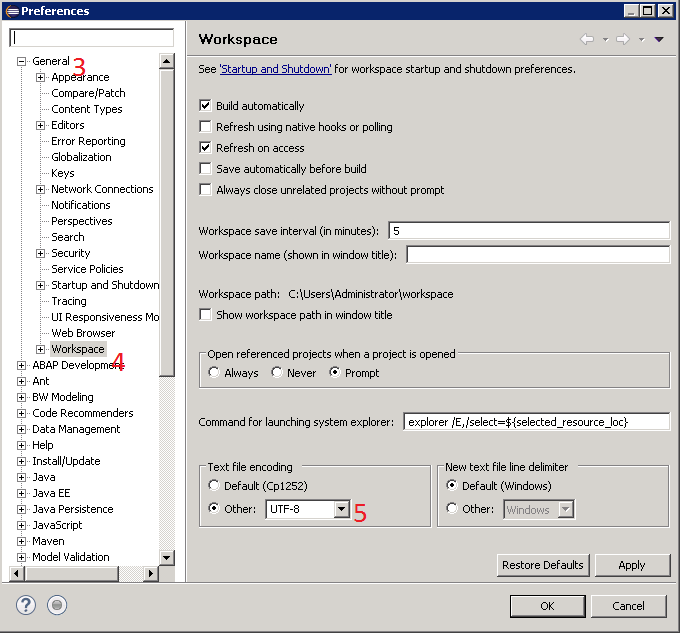 Preferences
Workspace
See 'Startup and Shutdown' for workspace startup and shutdown preferences.
General
3
Appearance
Compare/Patch
Content Types
Editors
Error Reporting
Globalization
Keys
Network Connections
Notifications
Perspectives
Search
Security
Service Policies
Startup and Shutdown
Tracing
UI Responsiveness Mo
Web Browser
Workspace
4
ABAP Development
Ant
BW Modeling
Code Recommenders
Data Management
Help
Install/Update
Java
Java EE
Java Persistence
JavaScript
Maven
Model Validation
Build automatically
Refresh using native hooks or polling
Refresh on access
Save automatically before build
Always close unrelated projects without prompt
Workspace save interval (in minutes): 5
Workspace name (shown in window title):
Workspace path: C:\Users\Administrator\workspace
Show workspace path in window title
Open referenced projects when a project is opened
Always Never Prompt
Command for launching system explorer: explorer /E,/select=${selected_resource_loc}
Text file encoding
Default (Cp1252)
Other: UTF-8 5
New text file line delimiter
Default (Windows)
Other: Windows
Restore Defaults Apply
? OK Cancel